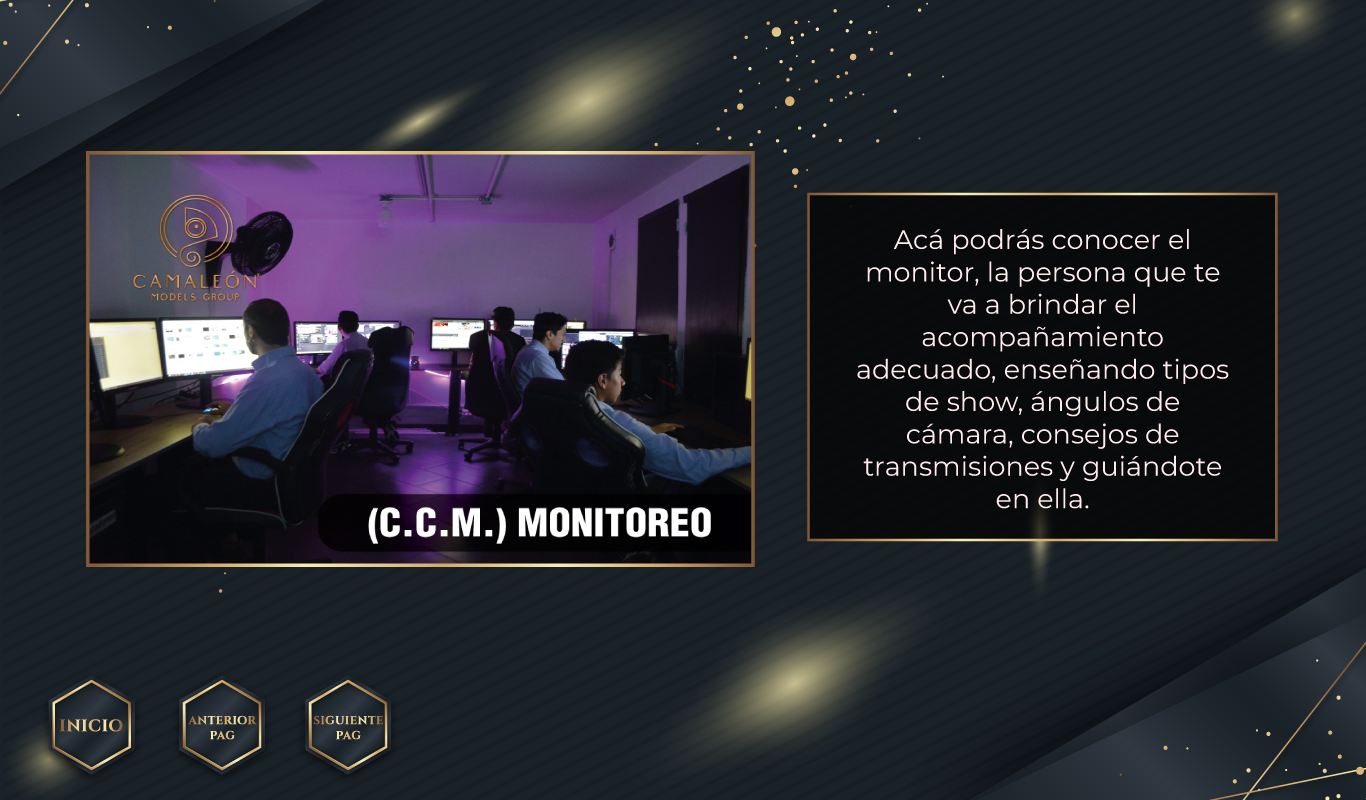 CAMALEÓN
MODELS GROUP
(C.C.M.) MONITOREO
Acá podrás conocer el
monitor, la persona que te
va a brindar el
acompañamiento
adecuado, enseñando tipos
de show, ángulos de
cámara, consejos de
transmisiones y guiándote
en ella.
INICIO
ANTERIOR
PAG
SIGUIENTE
PAG